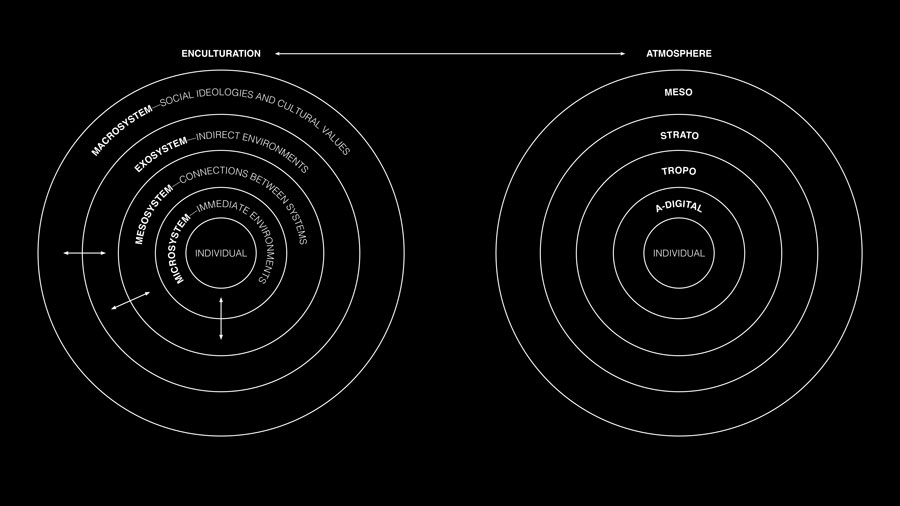 ENCULTURATION
ATMOSPHERE
MACROSYSTEM—SOCIAL IDEOLOGIES AND CULTURAL VALUES
EXOSYSTEM—INDIRECT ENVIRONMENTS
MESOSYSTEM—CONNECTIONS BETWEEN SYSTEMS
MICROSYSTEM—IMMEDIATE ENVIRONMENTS
INDIVIDUAL
MESO
STRATO
TROPO
A-DIGITAL
INDIVIDUAL